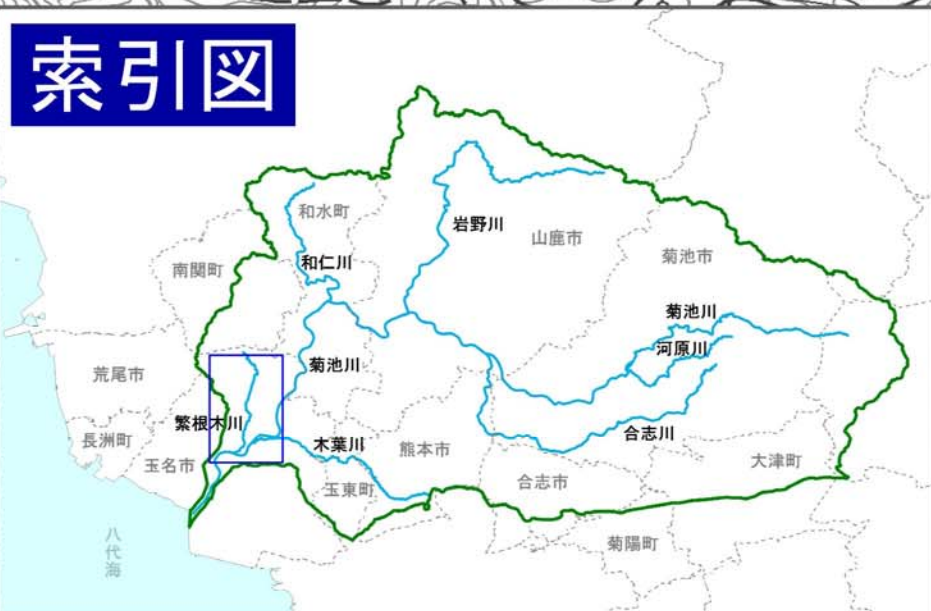 索引図
和水町
岩野川
山鹿市
菊池市
和仁川
南関町
菊池川
河原川
菊池川
荒尾市
繁根木川
合志川
長洲町
木葉川
熊本市
玉名市
大津町
玉東町
合志市
八代海
菊陽町